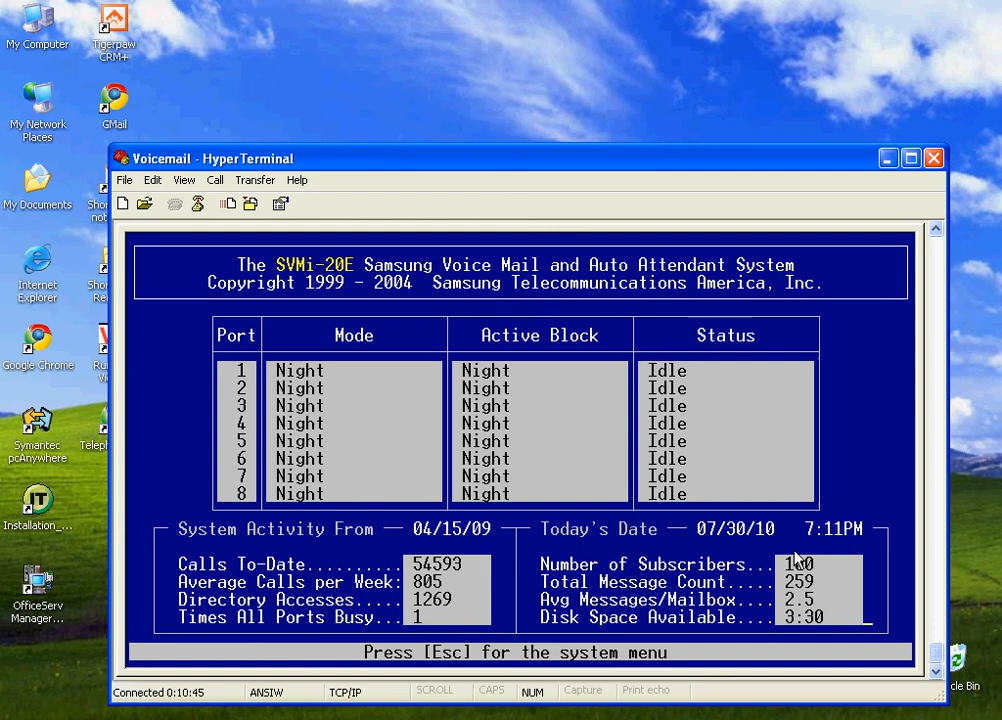 My Computer
Tigerpaw CRM+
My Network Places
GMail
My Documents
Internet Explorer
Google Chrome
Symantec pcAnywhere
Installation_...
OfficeServ Manager...
Voicemail - HyperTerminal
File Edit View Call Transfer Help
The SVMi-20E Samsung Voice Mail and Auto Attendant System
Copyright 1999 - 2004 Samsung Telecommunications America, Inc.
Port Mode Active Block Status
1 Night Night Idle
2 Night Night Idle
3 Night Night Idle
4 Night Night Idle
5 Night Night Idle
6 Night Night Idle
7 Night Night Idle
8 Night Night Idle
System Activity From — 04/15/09 Today's Date — 07/30/10 7:11PM
Calls To-Date.......... 54593 Number of Subscribers...
Average Calls per Week: 805 Total Message Count..... 259
Directory Accesses..... 1269 Avg Messages/Mailbox.... 2.5
Times All Ports Busy... 1 Disk Space Available.... 3:30
Press [Esc] for the system menu
Connected 0:10:45 ANSIW TCP/IP SCROLL CAPS NUM Capture Print echo